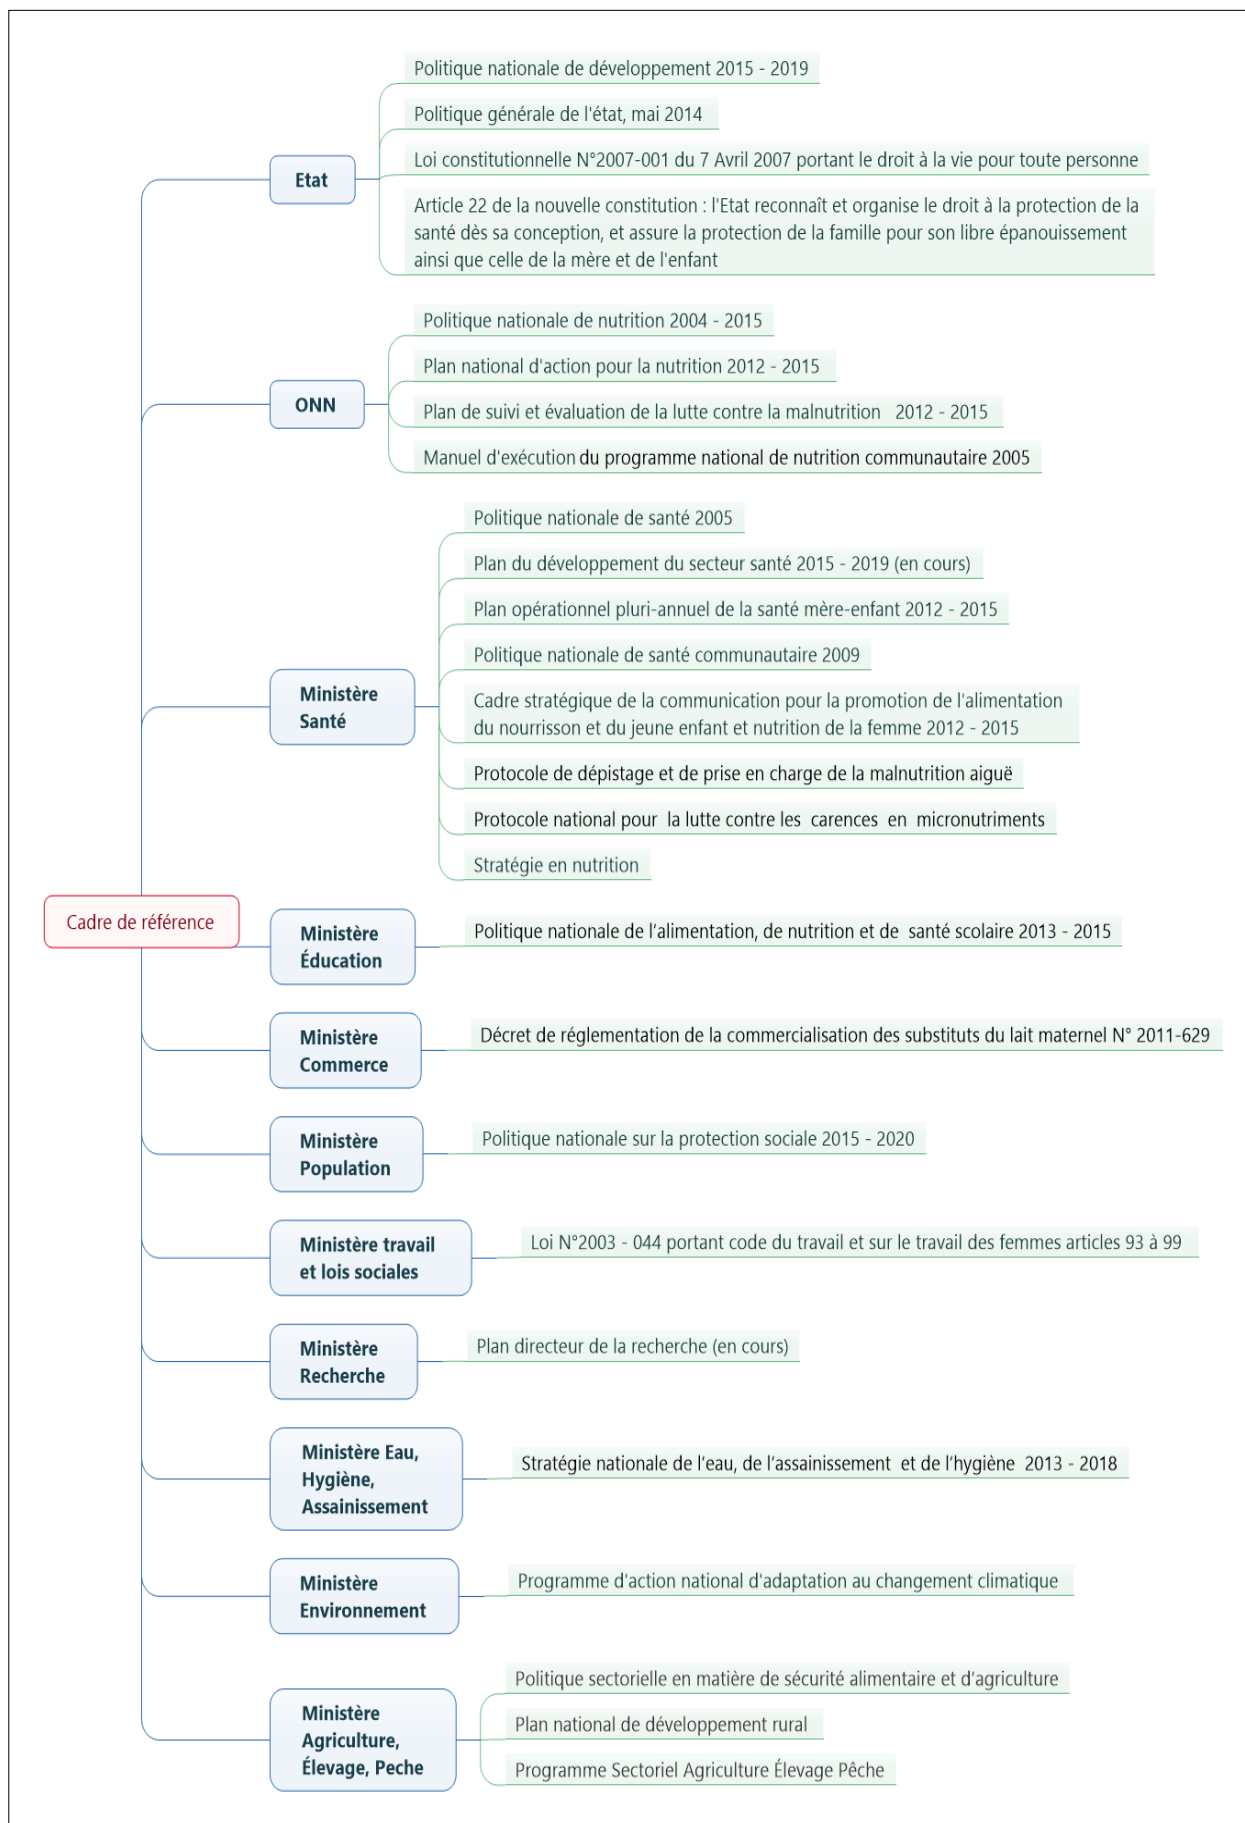 Politique nationale de développement 2015 - 2019
Politique générale de l'état, mai 2014
Loi constitutionnelle N°2007-001 du 7 Avril 2007 portant le droit à la vie pour toute personne
Etat
Article 22 de la nouvelle constitution : l'Etat reconnaît et organise le droit à la protection de la
santé dès sa conception, et assure la protection de la famille pour son libre épanouissement
ainsi que celle de la mère et de l'enfant
Politique nationale de nutrition 2004 - 2015
Plan national d'action pour la nutrition 2012 - 2015
ONN
Plan de suivi et évaluation de la lutte contre la malnutrition 2012 - 2015
Manuel d'exécution du programme national de nutrition communautaire 2005
Politique nationale de santé 2005
Plan du développement du secteur santé 2015 - 2019 (en cours)
Plan opérationnel pluri-annuel de la santé mère-enfant 2012 - 2015
Politique nationale de santé communautaire 2009
Ministère
Santé
Cadre stratégique de la communication pour la promotion de l'alimentation
du nourrisson et du jeune enfant et nutrition de la femme 2012 - 2015
Protocole de dépistage et de prise en charge de la malnutrition aiguë
Protocole national pour la lutte contre les carences en micronutriments
Stratégie en nutrition
Cadre de référence
Ministère
Éducation
Politique nationale de l'alimentation, de nutrition et de santé scolaire 2013 - 2015
Ministère
Commerce
Décret de réglementation de la commercialisation des substituts du lait maternel N° 2011-629
Ministère
Population
Politique nationale sur la protection sociale 2015 - 2020
Ministère travail
et lois sociales
Loi N°2003 - 044 portant code du travail et sur le travail des femmes articles 93 à 99
Ministère
Recherche
Plan directeur de la recherche (en cours)
Ministère Eau,
Hygiène,
Assainissement
Stratégie nationale de l'eau, de l'assainissement et de l'hygiène 2013 - 2018
Ministère
Environnement
Programme d'action national d'adaptation au changement climatique
Ministère
Agriculture,
Élevage, Peche
Politique sectorielle en matière de sécurité alimentaire et d'agriculture
Plan national de développement rural
Programme Sectoriel Agriculture Élevage Pêche